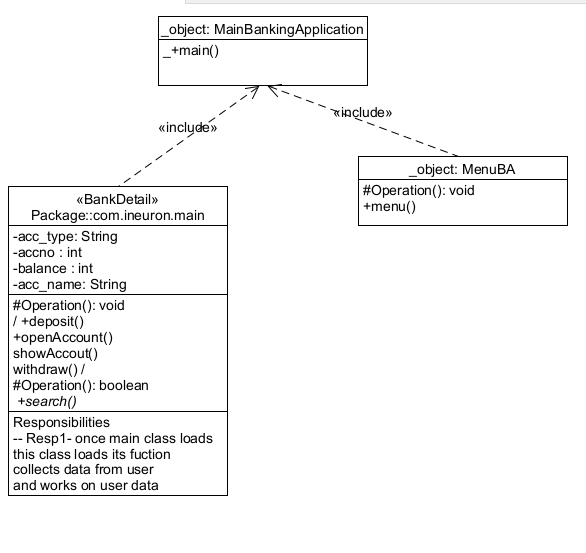 _object: MainBankingApplication
_+main()
«include»
«include»
_object: MenuBA
#Operation(): void
+menu()
«BankDetail»
Package::com.ineuron.main
-acc_type: String
-accno : int
-balance : int
-acc_name: String
#Operation(): void
/ +deposit()
+openAccount()
showAccout()
withdraw() /
#Operation(): boolean
+search()
Responsibilities
-- Resp1- once main class loads
this class loads its fuction
collects data from user
and works on user data